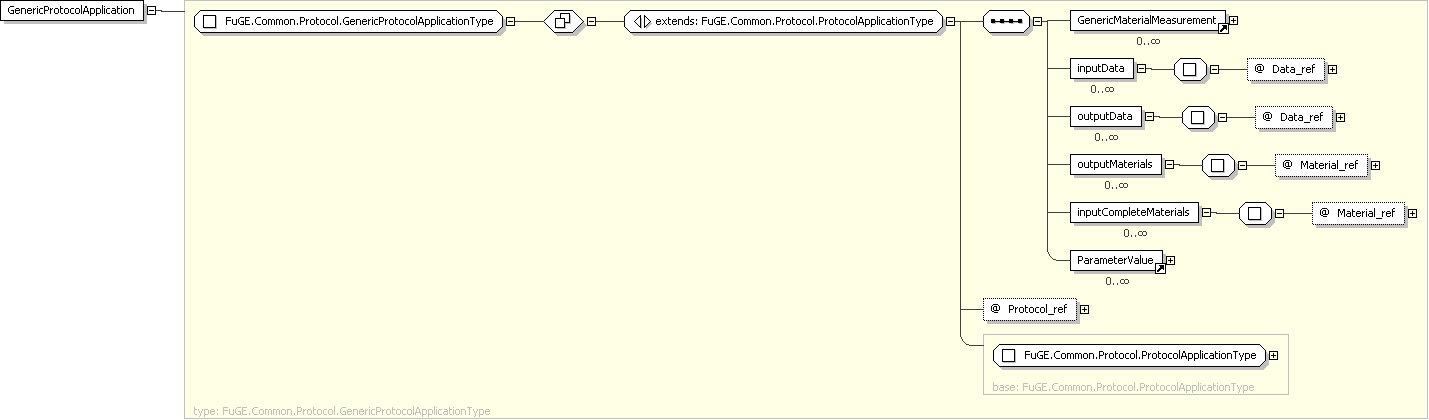 GenericProtocolApplication
FuGE.Common.Protocol.GenericProtocolApplicationType
extends: FuGE.Common.Protocol.ProtocolApplicationType
GenericMaterialMeasurement
0..∞
inputData
@ Data_ref
0..∞
outputData
@ Data_ref
0..∞
outputMaterials
@ Material_ref
0..∞
inputCompleteMaterials
@ Material_ref
0..∞
ParameterValue
0..∞
@ Protocol_ref
FuGE.Common.Protocol.ProtocolApplicationType
base: FuGE.Common.Protocol.ProtocolApplicationType
type: FuGE.Common.Protocol.GenericProtocolApplicationType